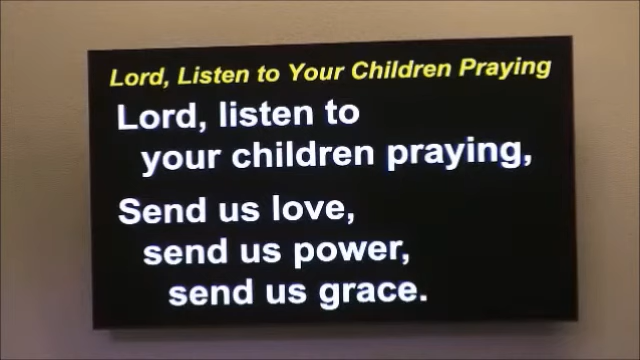 Lord, Listen to Your Children Praying
Lord, listen to
your children praying,
Send us love,
send us power,
send us grace.